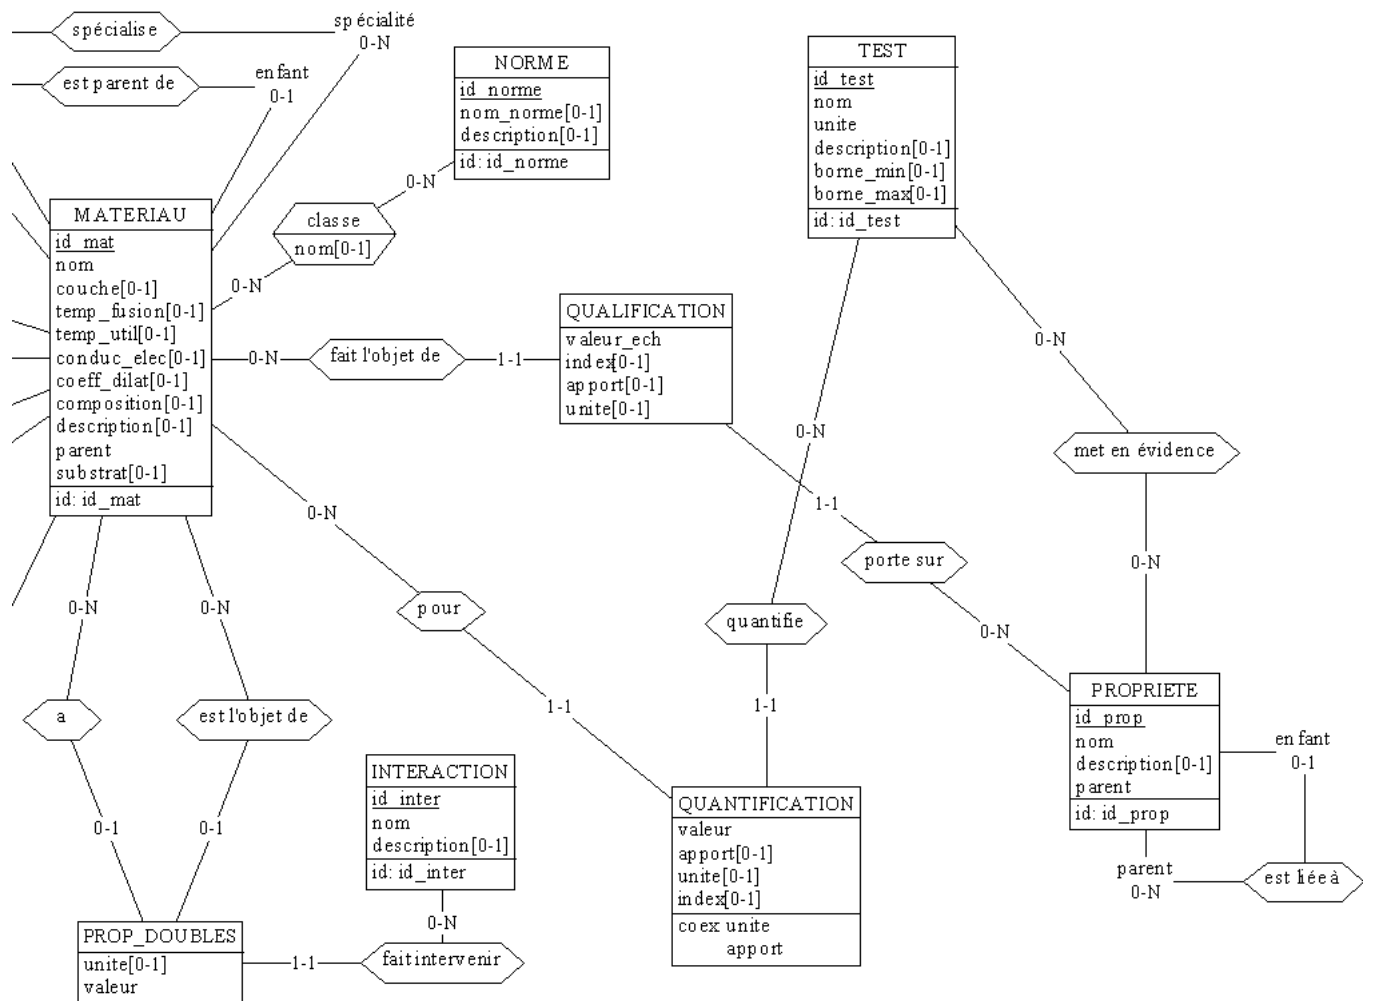 spécialise
spécialité
0-N
est parent de
enfant
0-1
NORME
id_norme
nom_norme[0-1]
description[0-1]
id: id_norme
TEST
id_test
nom
unite
description[0-1]
borne_min[0-1]
borne_max[0-1]
id: id_test
0-N
classe
nom[0-1]
0-N
MATERIAU
id_mat
nom
couche[0-1]
temp_fusion[0-1]
temp_util[0-1]
conduc_elec[0-1]
coeff_dilat[0-1]
composition[0-1]
description[0-1]
parent
substrat[0-1]
id: id_mat
0-N
fait l'objet de
1-1
QUALIFICATION
valeur_ech
index[0-1]
apport[0-1]
unite[0-1]
0-N
0-N
met en évidence
0-N
1-1
porte sur
0-N
0-N
pour
1-1
quantifie
1-1
0-N
0-N
a
est l'objet de
0-1
0-1
PROPRIETE
id_prop
nom
description[0-1]
parent
id: id_prop
enfant
0-1
parent
0-N
est liée à
INTERACTION
id_inter
nom
description[0-1]
id: id_inter
QUANTIFICATION
valeur
apport[0-1]
unite[0-1]
index[0-1]
coex unite
apport
0-N
PROP_DOUBLES
unite[0-1]
valeur
1-1
fait intervenir